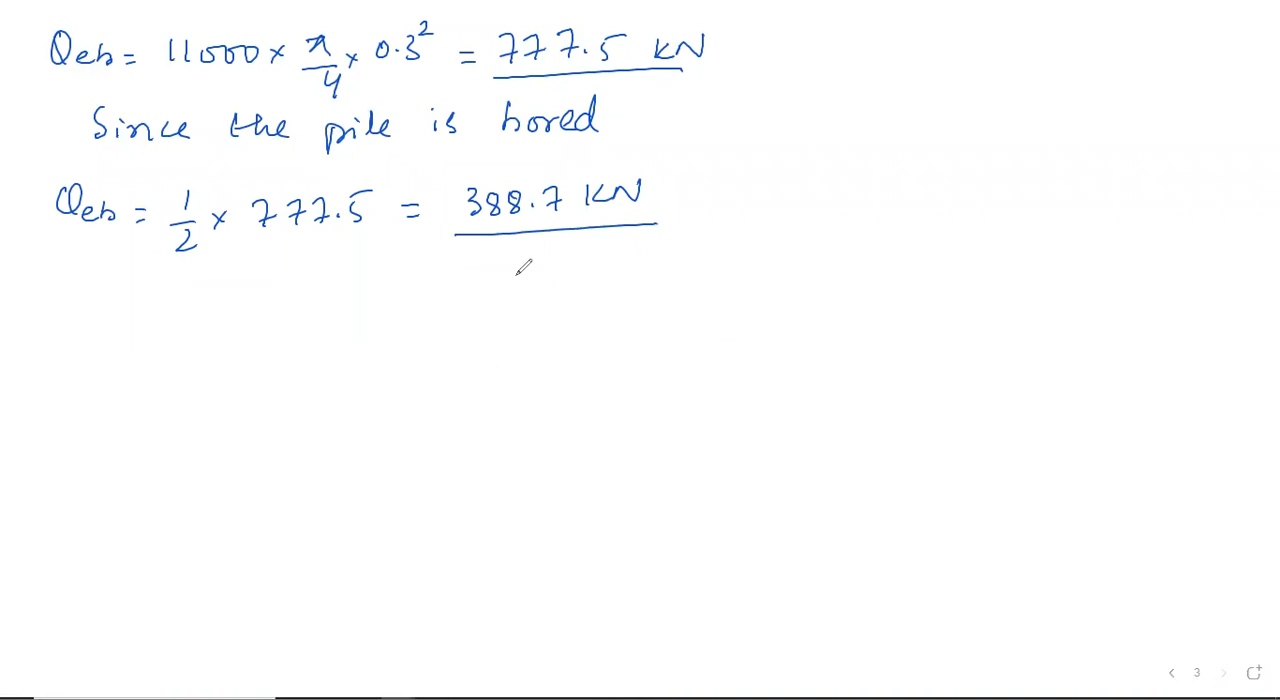 Qeb = 11000 × π/4 × 0.3² = 777.5 KN
Since the pile is bored
Qeb = 1/2 × 777.5 = 388.7 KN
3